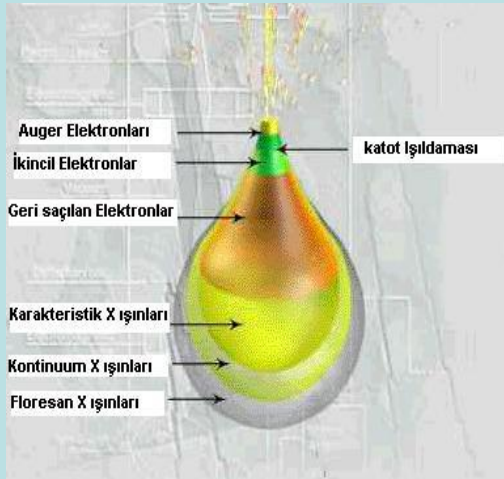 Auger Elektronları
katot Işıldaması
İkincil Elektronlar
Geri saçılan Elektronlar
Karakteristik X ışınları
Kontinuum X ışınları
Floresan X ışınları